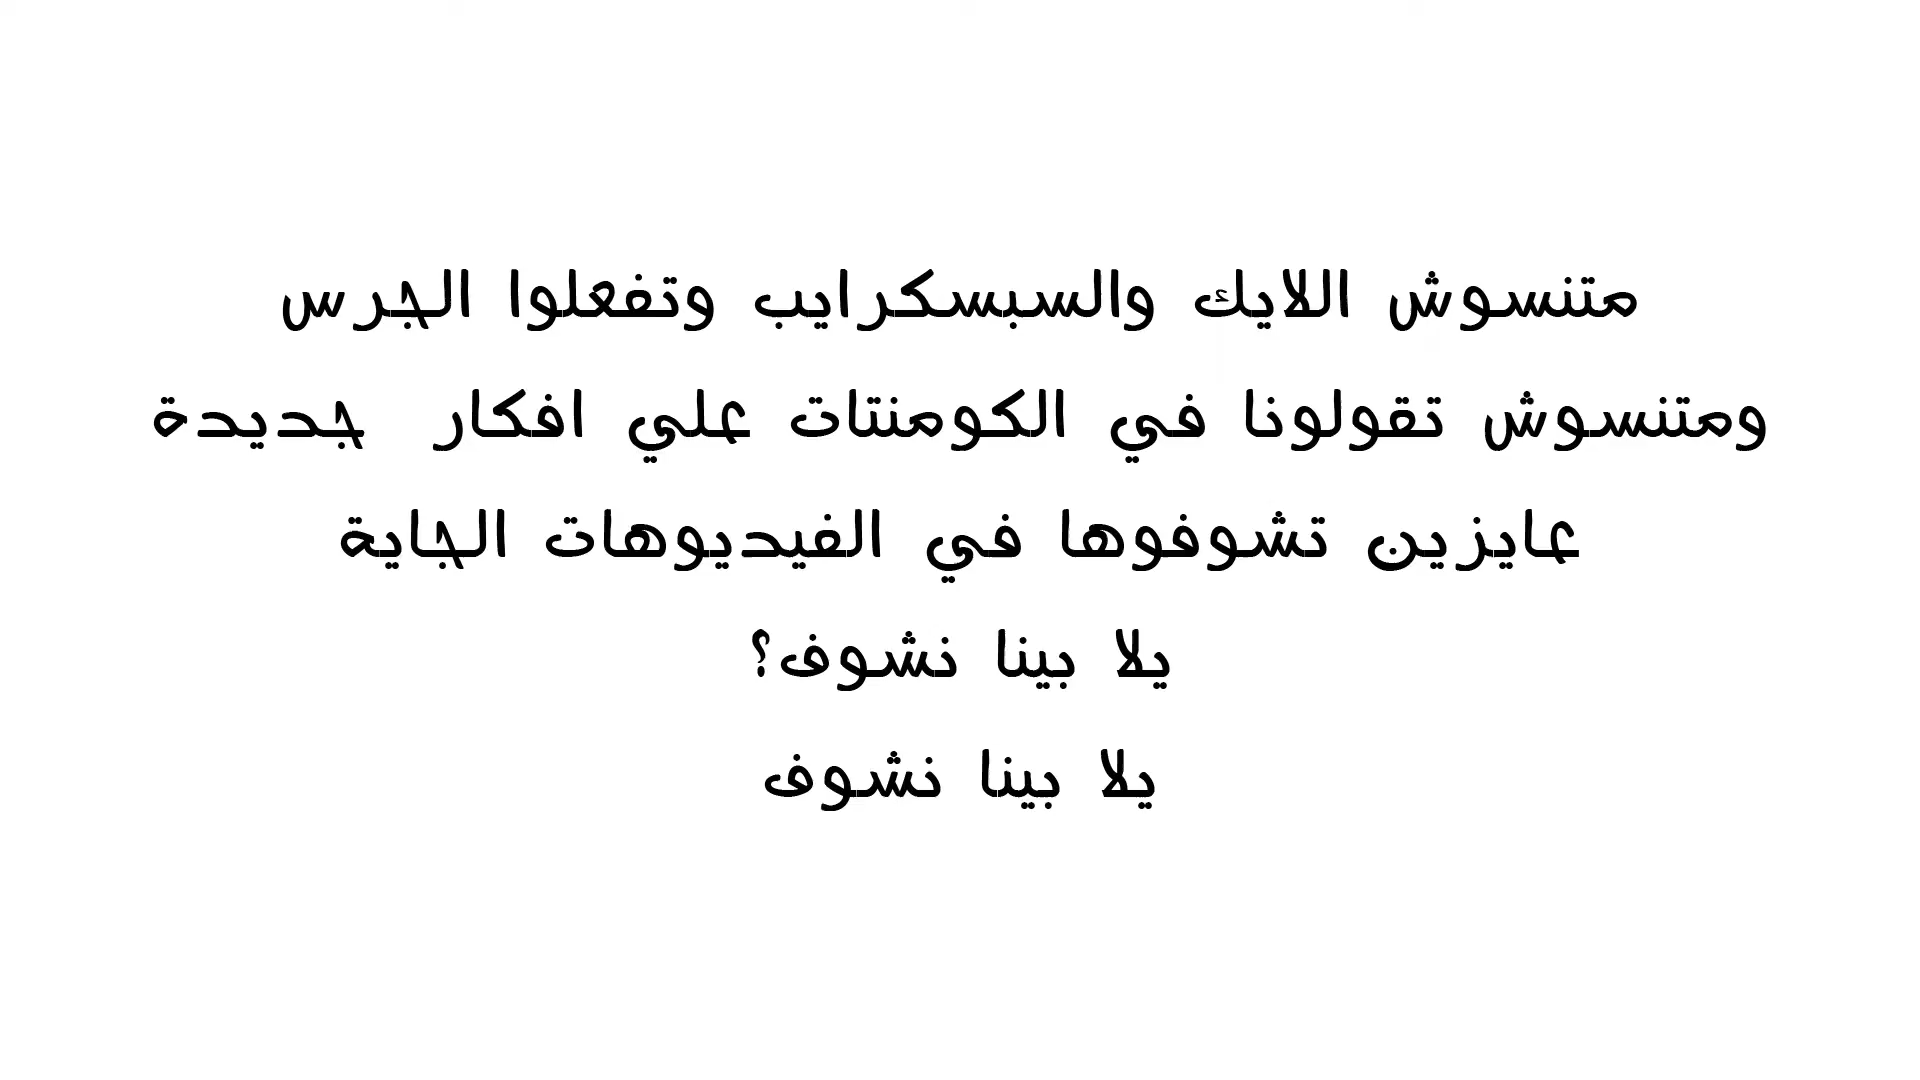 متنسوش اللايك والسبسكرايب وتفعلوا الجرس
ومتنسوش تقولونا في الكومنتات علي افكار جديدة
عايزين تشوفوها في الفيديوهات الجاية
يلا بينا نشوف؟
يلا بينا نشوف